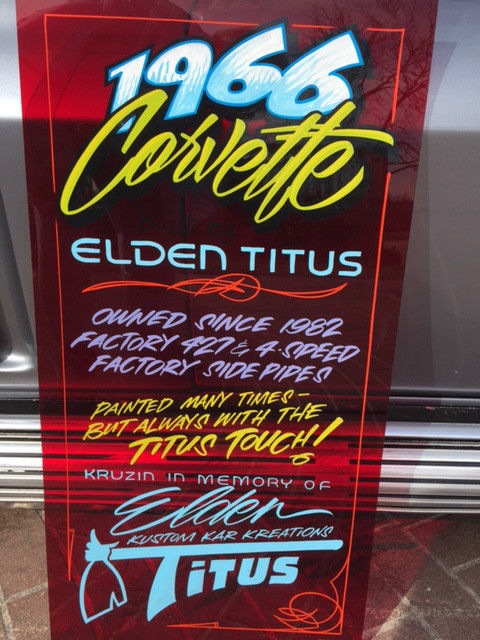 1966
Corvette
ELDEN TITUS
OWNED SINCE 1982
FACTORY 427 & 4-SPEED
FACTORY SIDE PIPES
PAINTED MANY TIMES -
BUT ALWAYS WITH THE
TITUS TOUCH!
KRUZIN IN MEMORY OF
Elden
KUSTOM KAR KREATIONS
TITUS